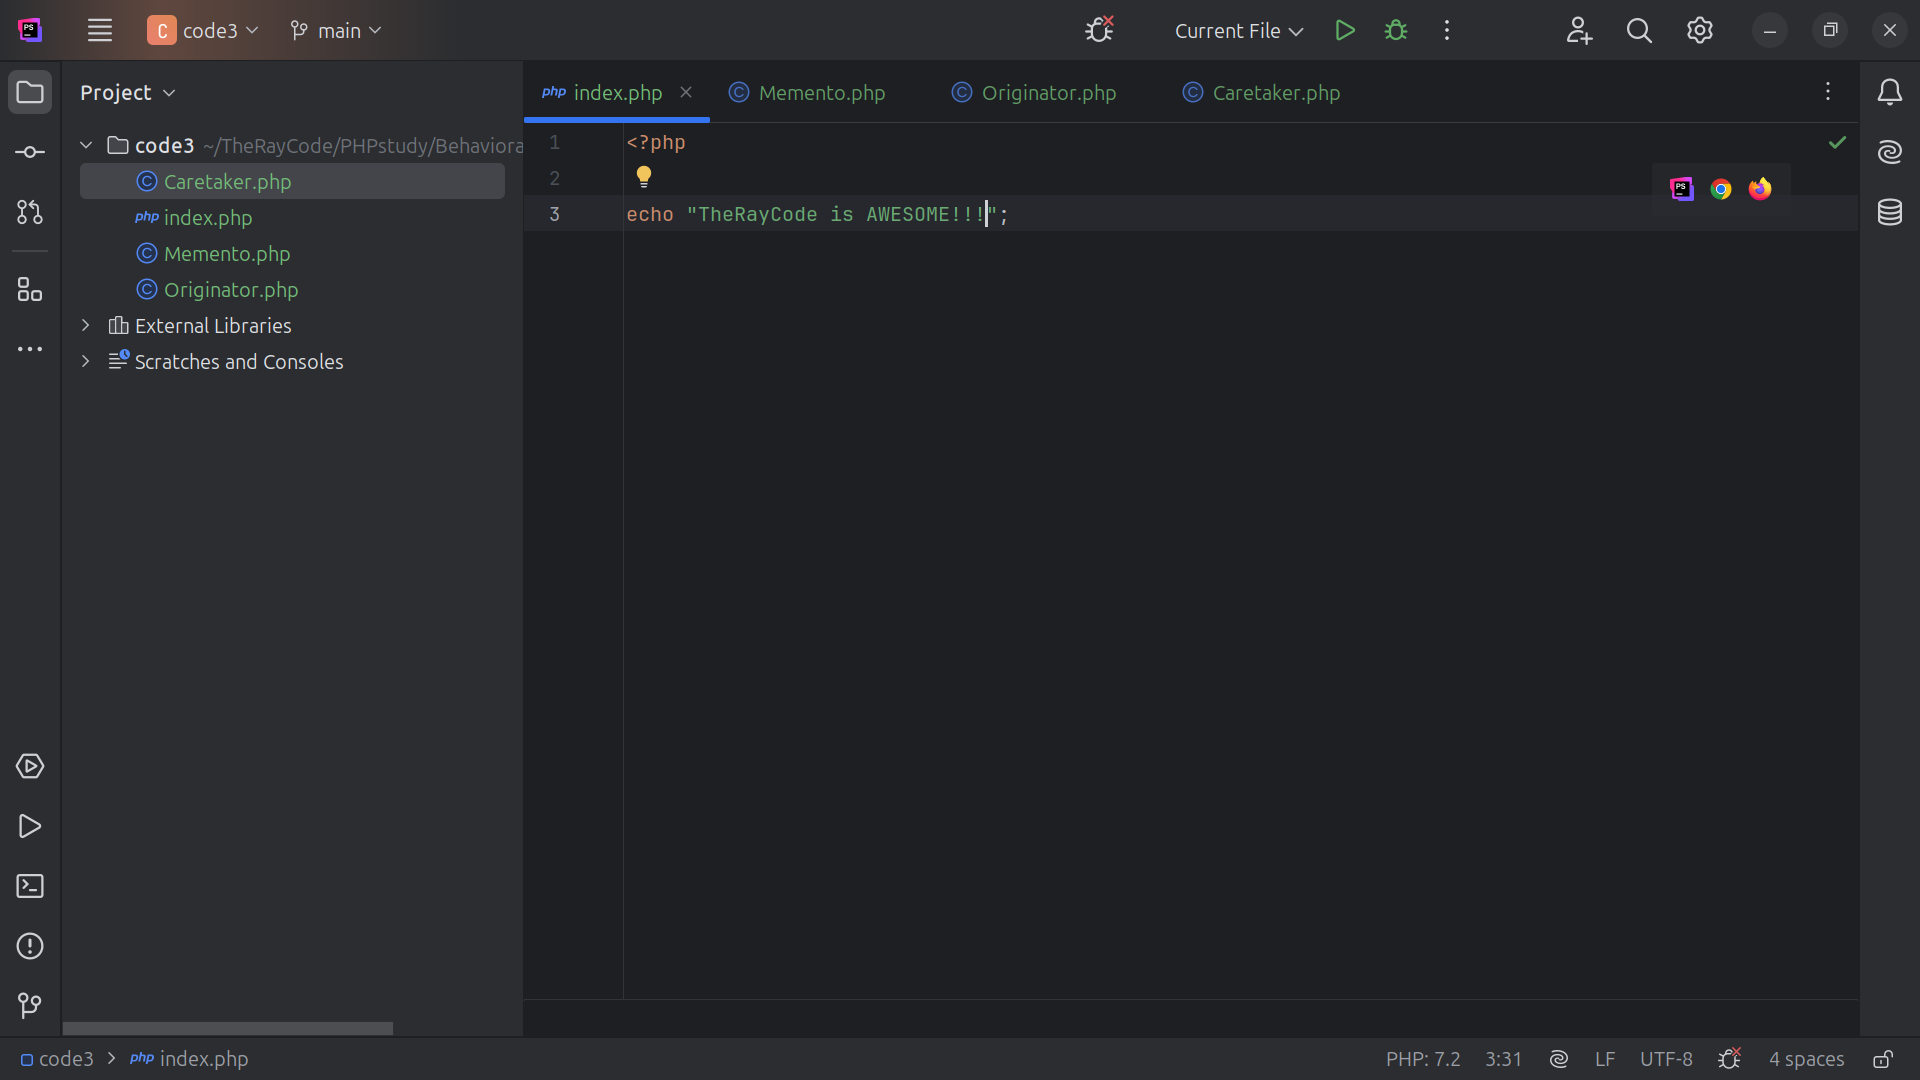 C code3 main Current File
Project
index.php Memento.php Originator.php Caretaker.php
code3 ~/TheRayCode/PHPstudy/Behaviora
Caretaker.php
index.php
Memento.php
Originator.php
External Libraries
Scratches and Consoles
1 <?php
2
3 echo "TheRayCode is AWESOME!!!";
code3 > php index.php PHP: 7.2 3:31 LF UTF-8 4 spaces